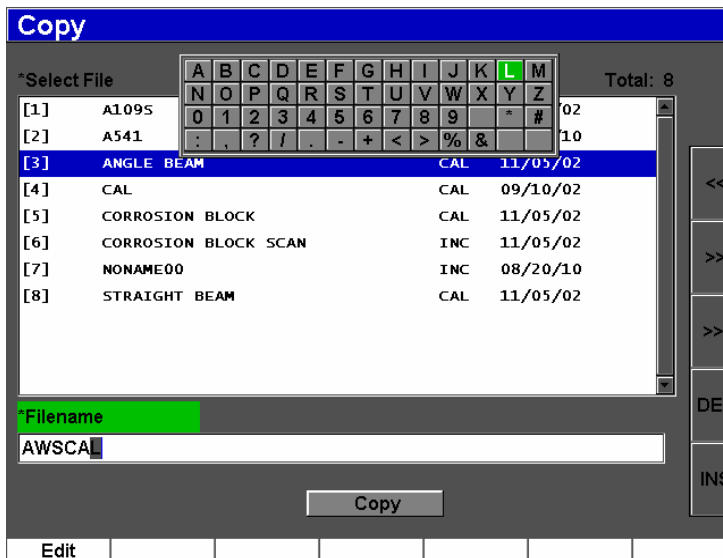 Copy
*Select File
Total: 8
A B C D E F G H I J K L M
N O P Q R S T U V W X Y Z
0 1 2 3 4 5 6 7 8 9 * #
: , ? / . - + < > % &
[1] A109S 02
[2] A541 10
[3] ANGLE BEAM CAL 11/05/02
[4] CAL CAL 09/10/02
[5] CORROSION BLOCK CAL 11/05/02
[6] CORROSION BLOCK SCAN INC 11/05/02
[7] NONAME00 INC 08/20/10
[8] STRAIGHT BEAM CAL 11/05/02
<<
>>
>>
DE
INS
*Filename
AWSCAL
Copy
Edit